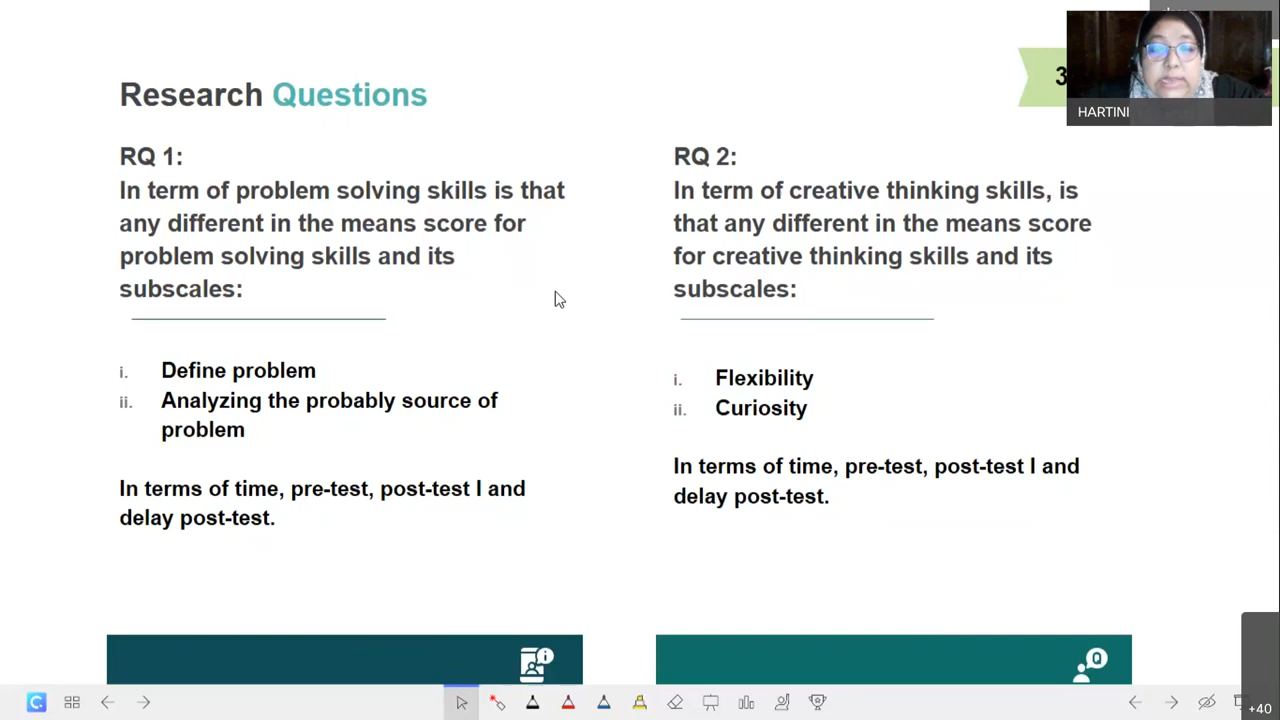 Research Questions
3
HARTINI
RQ 1:
In term of problem solving skills is that
any different in the means score for
problem solving skills and its
subscales:
i. Define problem
ii. Analyzing the probably source of
problem
In terms of time, pre-test, post-test I and
delay post-test.
RQ 2:
In term of creative thinking skills, is
that any different in the means score
for creative thinking skills and its
subscales:
i. Flexibility
ii. Curiosity
In terms of time, pre-test, post-test I and
delay post-test.
i
Q
C
+40